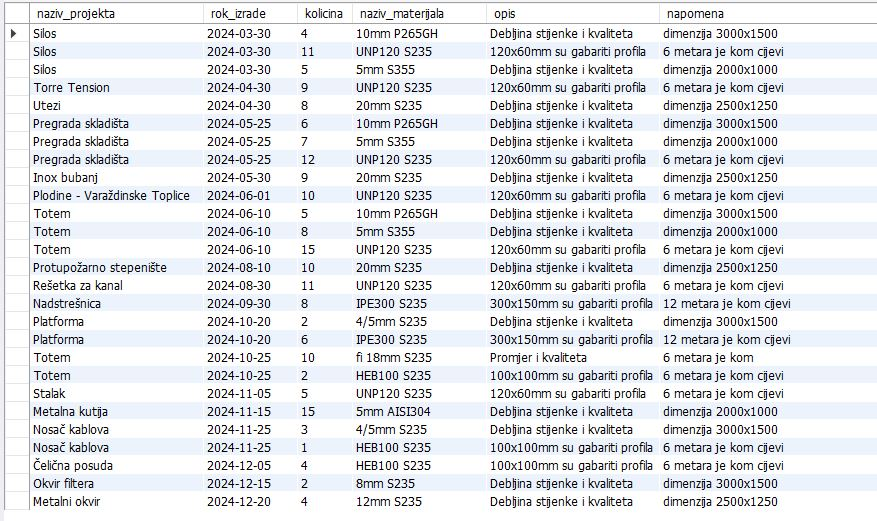 naziv_projekta rok_izrade kolicina naziv_materijala opis napomena
Silos 2024-03-30 4 10mm P265GH Debljina stijenke i kvaliteta dimenzija 3000x1500
Silos 2024-03-30 11 UNP120 S235 120x60mm su gabariti profila 6 metara je kom cijevi
Silos 2024-03-30 5 5mm S355 Debljina stijenke i kvaliteta dimenzija 2000x1000
Torre Tension 2024-04-30 9 UNP120 S235 120x60mm su gabariti profila 6 metara je kom cijevi
Utezi 2024-04-30 8 20mm S235 Debljina stijenke i kvaliteta dimenzija 2500x1250
Pregrada skladišta 2024-05-25 6 10mm P265GH Debljina stijenke i kvaliteta dimenzija 3000x1500
Pregrada skladišta 2024-05-25 7 5mm S355 Debljina stijenke i kvaliteta dimenzija 2000x1000
Pregrada skladišta 2024-05-25 12 UNP120 S235 120x60mm su gabariti profila 6 metara je kom cijevi
Inox bubanj 2024-05-30 9 20mm S235 Debljina stijenke i kvaliteta dimenzija 2500x1250
Plodine - Varaždinske Toplice 2024-06-01 10 UNP120 S235 120x60mm su gabariti profila 6 metara je kom cijevi
Totem 2024-06-10 5 10mm P265GH Debljina stijenke i kvaliteta dimenzija 3000x1500
Totem 2024-06-10 8 5mm S355 Debljina stijenke i kvaliteta dimenzija 2000x1000
Totem 2024-06-10 15 UNP120 S235 120x60mm su gabariti profila 6 metara je kom cijevi
Protupožarno stepenište 2024-08-10 10 20mm S235 Debljina stijenke i kvaliteta dimenzija 2500x1250
Rešetka za kanal 2024-08-30 11 UNP120 S235 120x60mm su gabariti profila 6 metara je kom cijevi
Nadstrešnica 2024-09-30 8 IPE300 S235 300x150mm su gabariti profila 12 metara je kom cijevi
Platforma 2024-10-20 2 4/5mm S235 Debljina stijenke i kvaliteta dimenzija 3000x1500
Platforma 2024-10-20 6 IPE300 S235 300x150mm su gabariti profila 12 metara je kom cijevi
Totem 2024-10-25 10 fi 18mm S235 Promjer i kvaliteta 6 metara je kom
Totem 2024-10-25 2 HEB100 S235 100x100mm su gabariti profila 6 metara je kom cijevi
Stalak 2024-11-05 5 UNP120 S235 120x60mm su gabariti profila 6 metara je kom cijevi
Metalna kutija 2024-11-15 15 5mm AISI304 Debljina stijenke i kvaliteta dimenzija 2000x1000
Nosač kablova 2024-11-25 3 4/5mm S235 Debljina stijenke i kvaliteta dimenzija 3000x1500
Nosač kablova 2024-11-25 1 HEB100 S235 100x100mm su gabariti profila 6 metara je kom cijevi
Čelična posuda 2024-12-05 4 HEB100 S235 100x100mm su gabariti profila 6 metara je kom cijevi
Okvir filtera 2024-12-15 2 8mm S235 Debljina stijenke i kvaliteta dimenzija 3000x1500
Metalni okvir 2024-12-20 4 12mm S235 Debljina stijenke i kvaliteta dimenzija 2500x1250